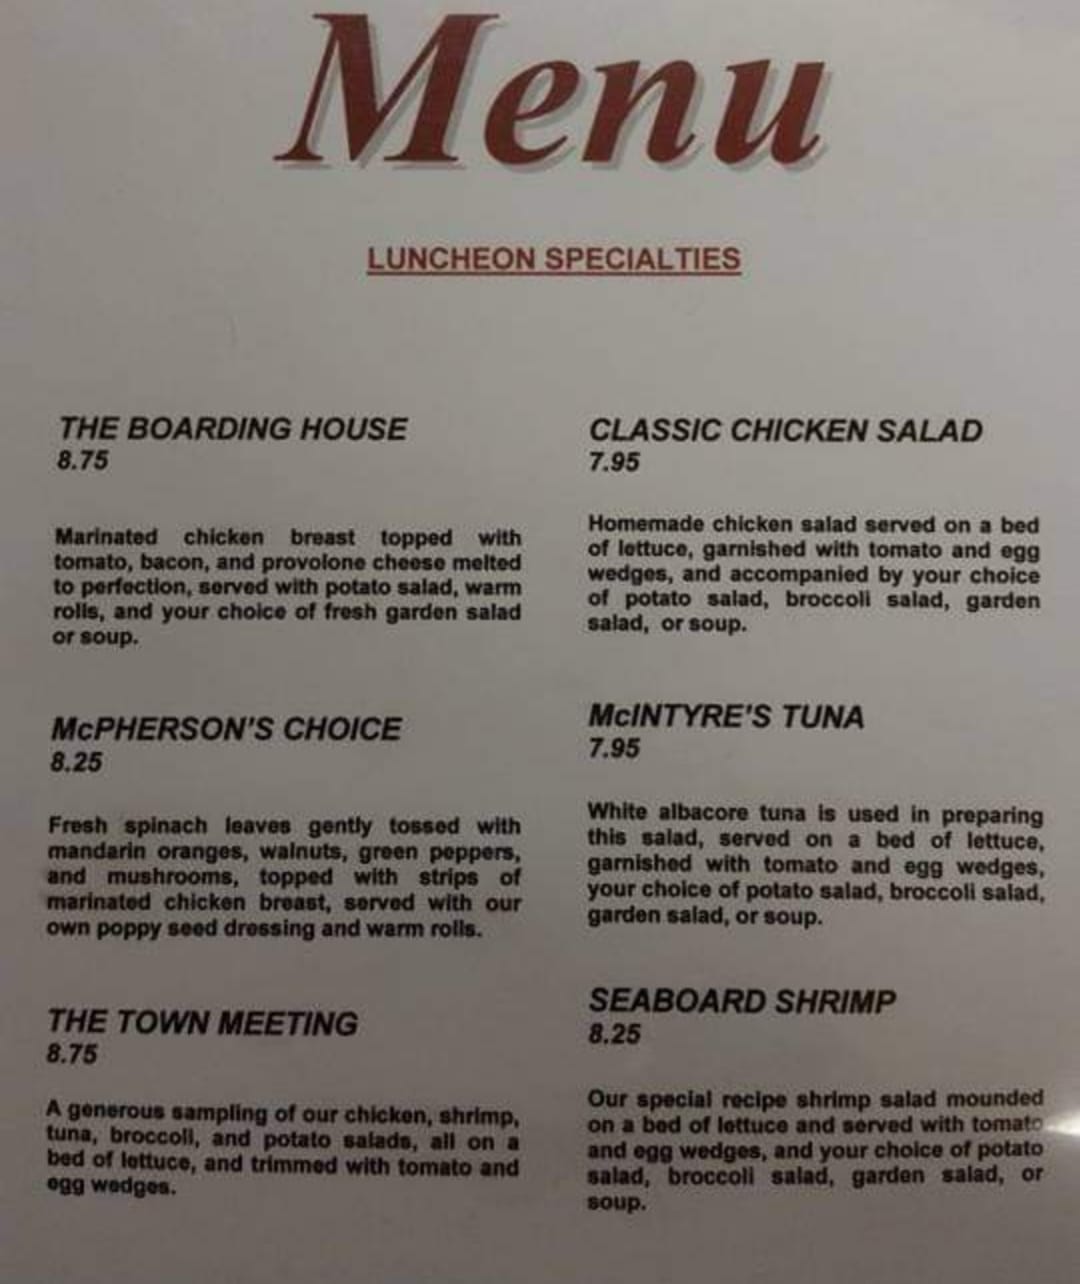 Menu
LUNCHEON SPECIALTIES
THE BOARDING HOUSE
8.75
Marinated chicken breast topped with
tomato, bacon, and provolone cheese melted
to perfection, served with potato salad, warm
rolls, and your choice of fresh garden salad
or soup.
McPHERSON'S CHOICE
8.25
Fresh spinach leaves gently tossed with
mandarin oranges, walnuts, green peppers,
and mushrooms, topped with strips of
marinated chicken breast, served with our
own poppy seed dressing and warm rolls.
THE TOWN MEETING
8.75
A generous sampling of our chicken, shrimp,
tuna, broccoli, and potato salads, all on a
bed of lettuce, and trimmed with tomato and
egg wedges.
CLASSIC CHICKEN SALAD
7.95
Homemade chicken salad served on a bed
of lettuce, garnished with tomato and egg
wedges, and accompanied by your choice
of potato salad, broccoli salad, garden
salad, or soup.
McINTYRE'S TUNA
7.95
White albacore tuna is used in preparing
this salad, served on a bed of lettuce,
garnished with tomato and egg wedges,
your choice of potato salad, broccoli salad,
garden salad, or soup.
SEABOARD SHRIMP
8.25
Our special recipe shrimp salad mounded
on a bed of lettuce and served with tomato
and egg wedges, and your choice of potato
salad, broccoli salad, garden salad, or
soup.